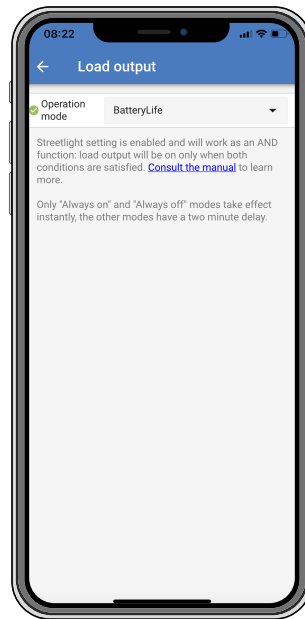 08:22
Load output
Operation
mode
BatteryLife
Streetlight setting is enabled and will work as an AND
function: load output will be on only when both
conditions are satisfied. Consult the manual to learn
more.
Only "Always on" and "Always off" modes take effect
instantly, the other modes have a two minute delay.